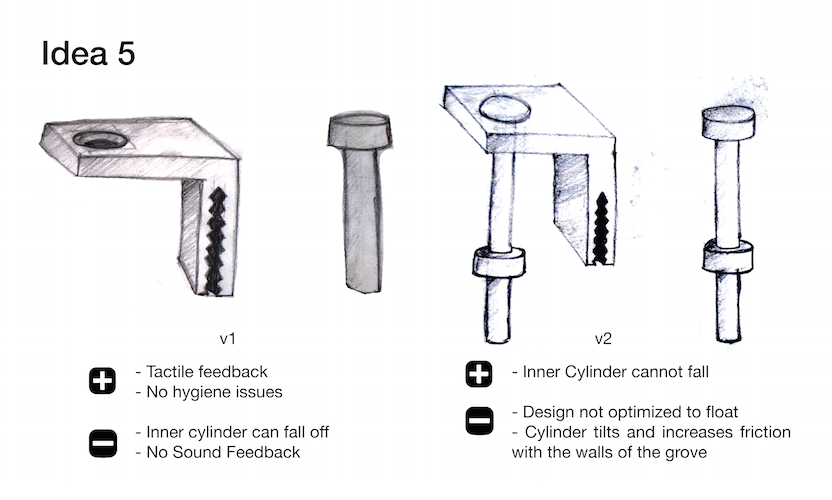 Idea 5
v1
- Tactile feedback
- No hygiene issues
- Inner cylinder can fall off
- No Sound Feedback
v2
- Inner Cylinder cannot fall
- Design not optimized to float
- Cylinder tilts and increases friction
with the walls of the grove